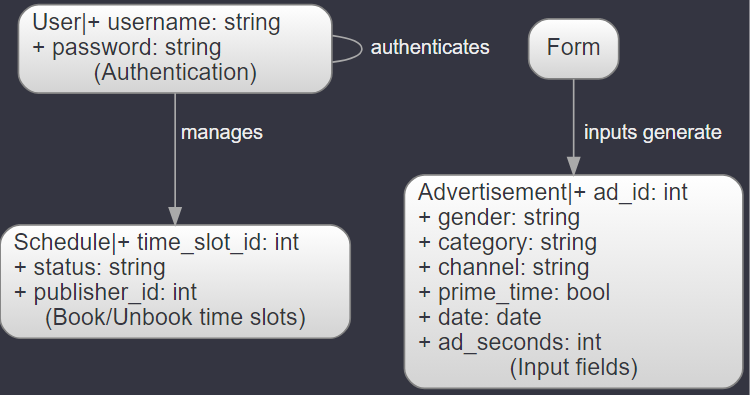 User|+ username: string
+ password: string
(Authentication)
authenticates
Form
manages
inputs generate
Advertisement|+ ad_id: int
+ gender: string
+ category: string
+ channel: string
+ prime_time: bool
+ date: date
+ ad_seconds: int
(Input fields)
Schedule|+ time_slot_id: int
+ status: string
+ publisher_id: int
(Book/Unbook time slots)